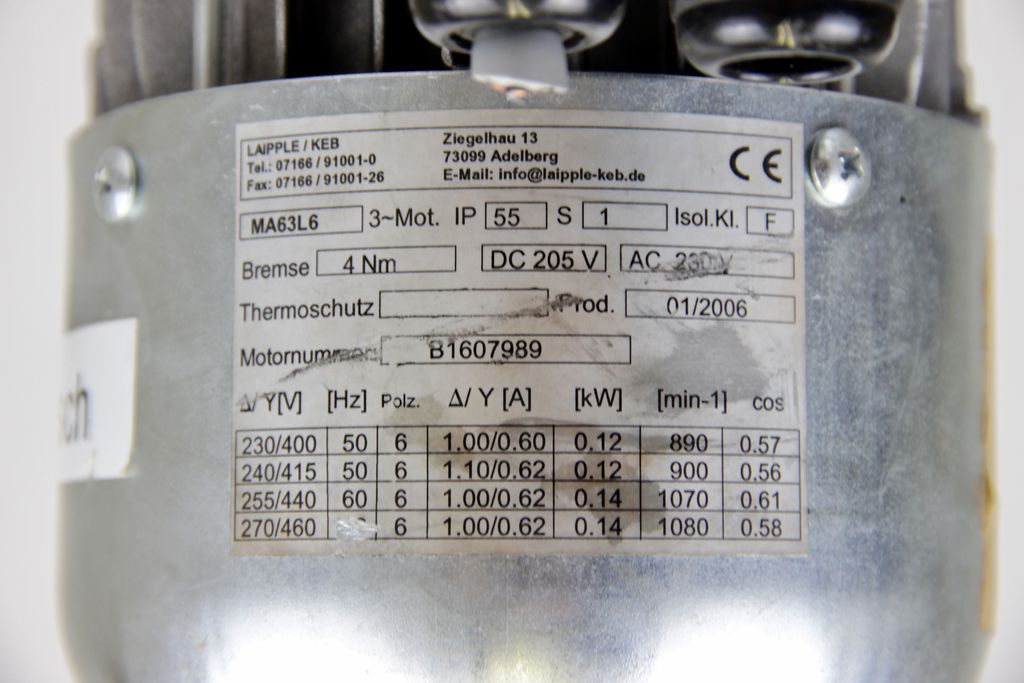 LAIPPLE / KEB
Tel.: 07166 / 91001-0
Fax: 07166 / 91001-26
Ziegelhau 13
73099 Adelberg
E-Mail: info@laipple-keb.de
CE
MA63L6 3~Mot. IP 55 S 1 Isol.Kl. F
Bremse 4 Nm DC 205 V AC 230 V
Thermoschutz Prod. 01/2006
Motornummer: B1607989
Δ/ Y[V] [Hz] Polz. Δ/ Y [A] [kW] [min-1] cos
230/400 50 6 1.00/0.60 0.12 890 0.57
240/415 50 6 1.10/0.62 0.12 900 0.56
255/440 60 6 1.00/0.62 0.14 1070 0.61
270/460 6 1.00/0.62 0.14 1080 0.58